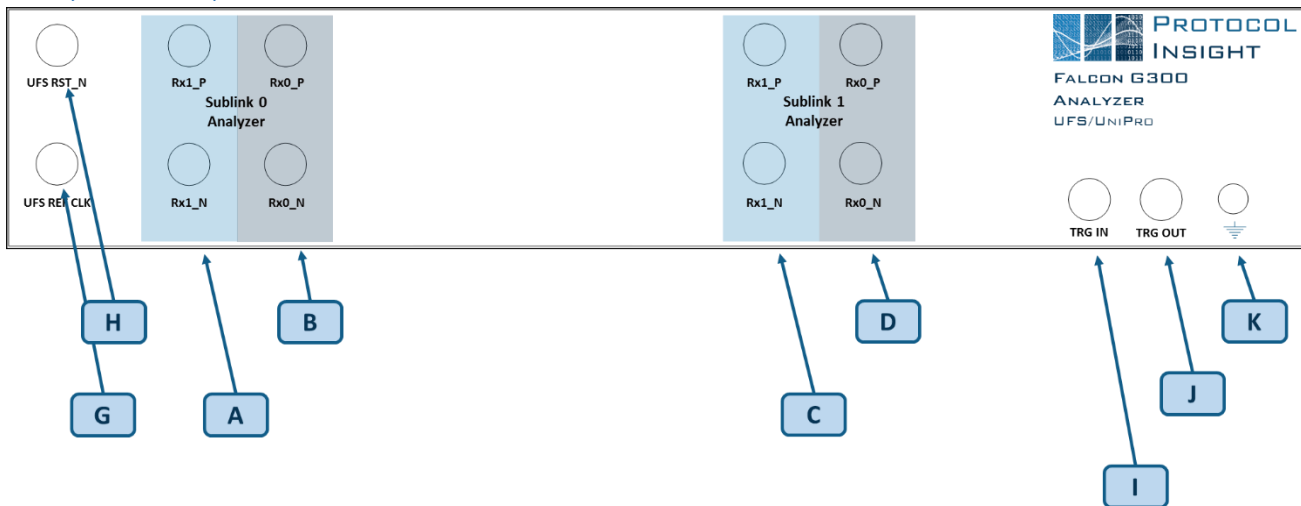 PROTOCOL
INSIGHT
FALCON G300
ANALYZER
UFS/UNIPRO
UFS RST_N
Rx1_P
Rx0_P
Sublink 0
Analyzer
UFS REF CLK
Rx1_N
Rx0_N
Rx1_P
Rx0_P
Sublink 1
Analyzer
Rx1_N
Rx0_N
TRG IN
TRG OUT
H
B
D
K
G
A
C
J
I